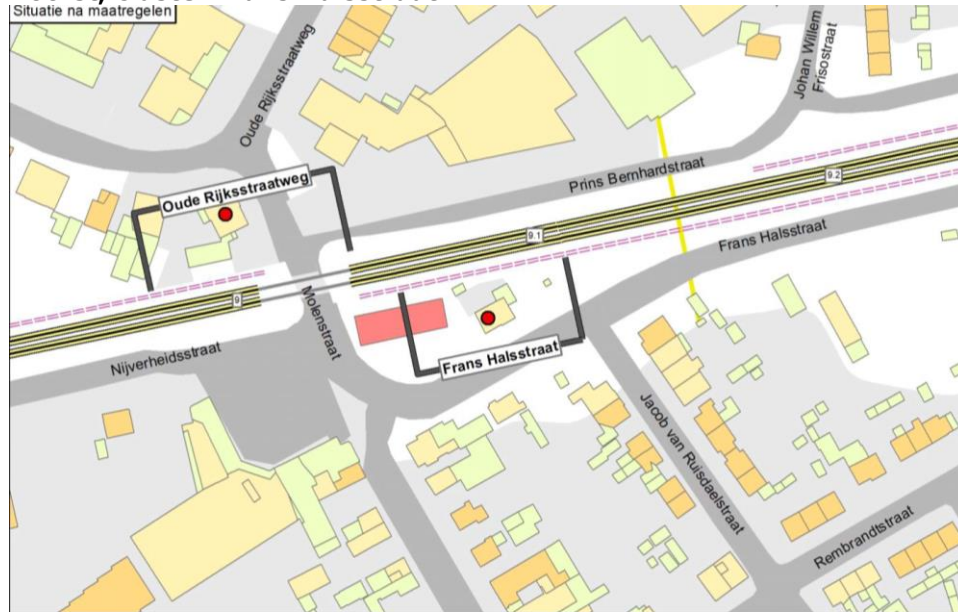 Situatie na maatregelen
Oude Rijksstraatweg
Johan Willem
Frisostraat
Oude Rijksstraatweg
Prins Bernhardstraat
9.2
9.1
Frans Halsstraat
9
Molenstraat
Nijverheidsstraat
Frans Halsstraat
Jacob van Ruisdaelstraat
Rembrandtstraat